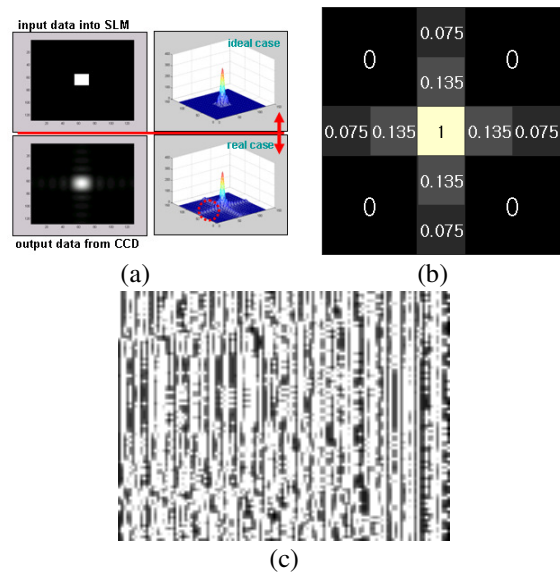 input data into SLM
ideal case
real case
output data from CCD
(a)
0.075
0 0
0.135
0.075 0.135 1 0.135 0.075
0.135
0 0
0.075
(b)
(c)